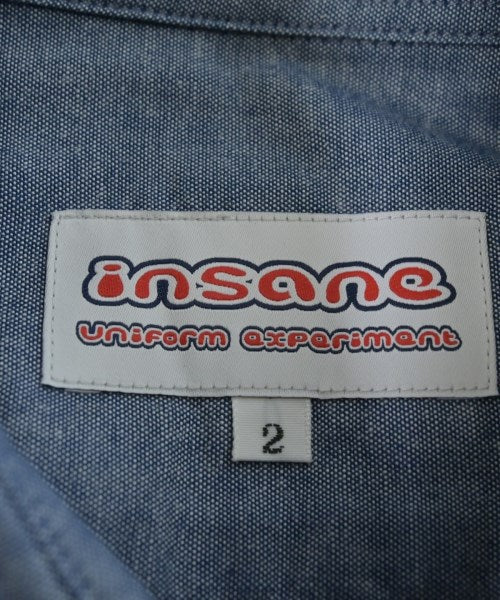 insane
uniform experiment
2